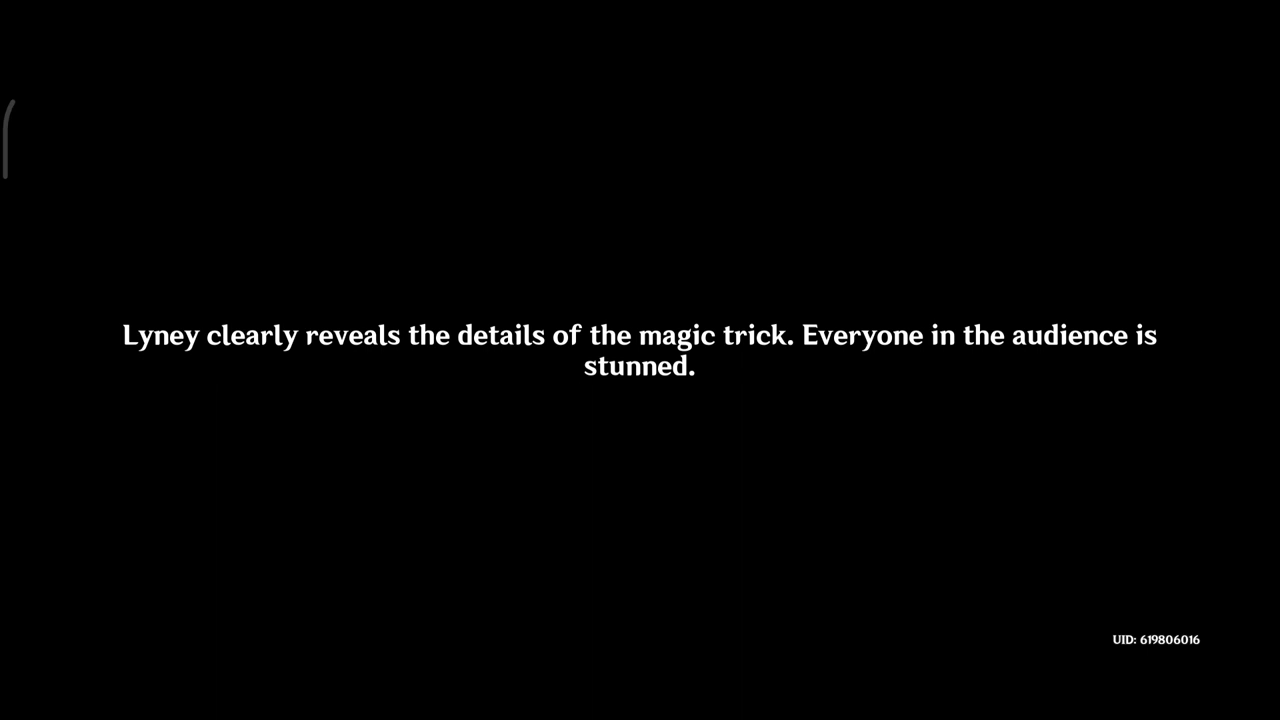 Lyney clearly reveals the details of the magic trick. Everyone in the audience is
stunned.
UID: 619806016